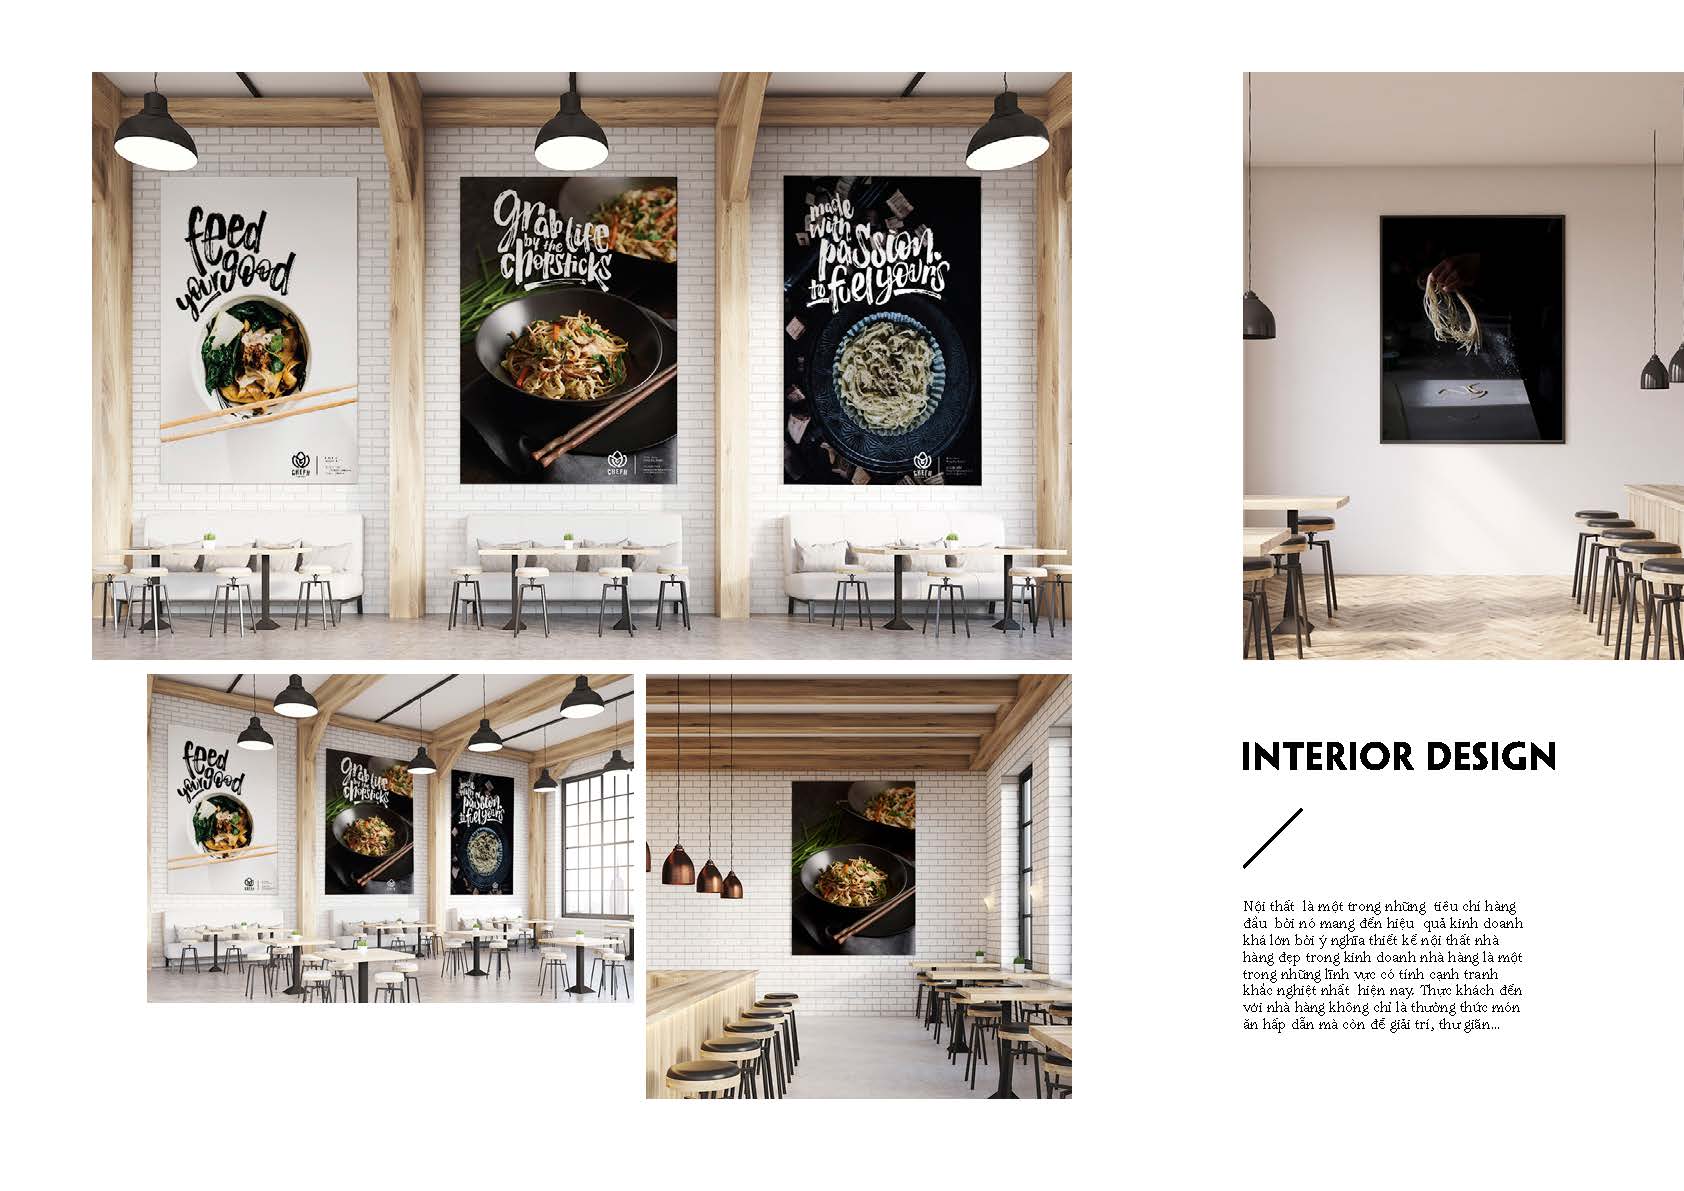 feed
your good
grab life
by the
chopsticks
made
with
passion.
to fuel yours
CHEFH
CHEFH
CHEFH
feed
your good
grab life
by the
chopsticks
made
with
passion.
to fuel yours
INTERIOR DESIGN
Nội thất là một trong những tiêu chí hàng
đầu bởi nó mang đến hiệu quả kinh doanh
khá lớn bởi ý nghĩa thiết kế nội thất nhà
hàng đẹp trong kinh doanh nhà hàng là một
trong những lĩnh vực có tính cạnh tranh
khắc nghiệt nhất hiện nay. Thực khách đến
với nhà hàng không chỉ là thưởng thức món
ăn hấp dẫn mà còn để giải trí, thư giãn...